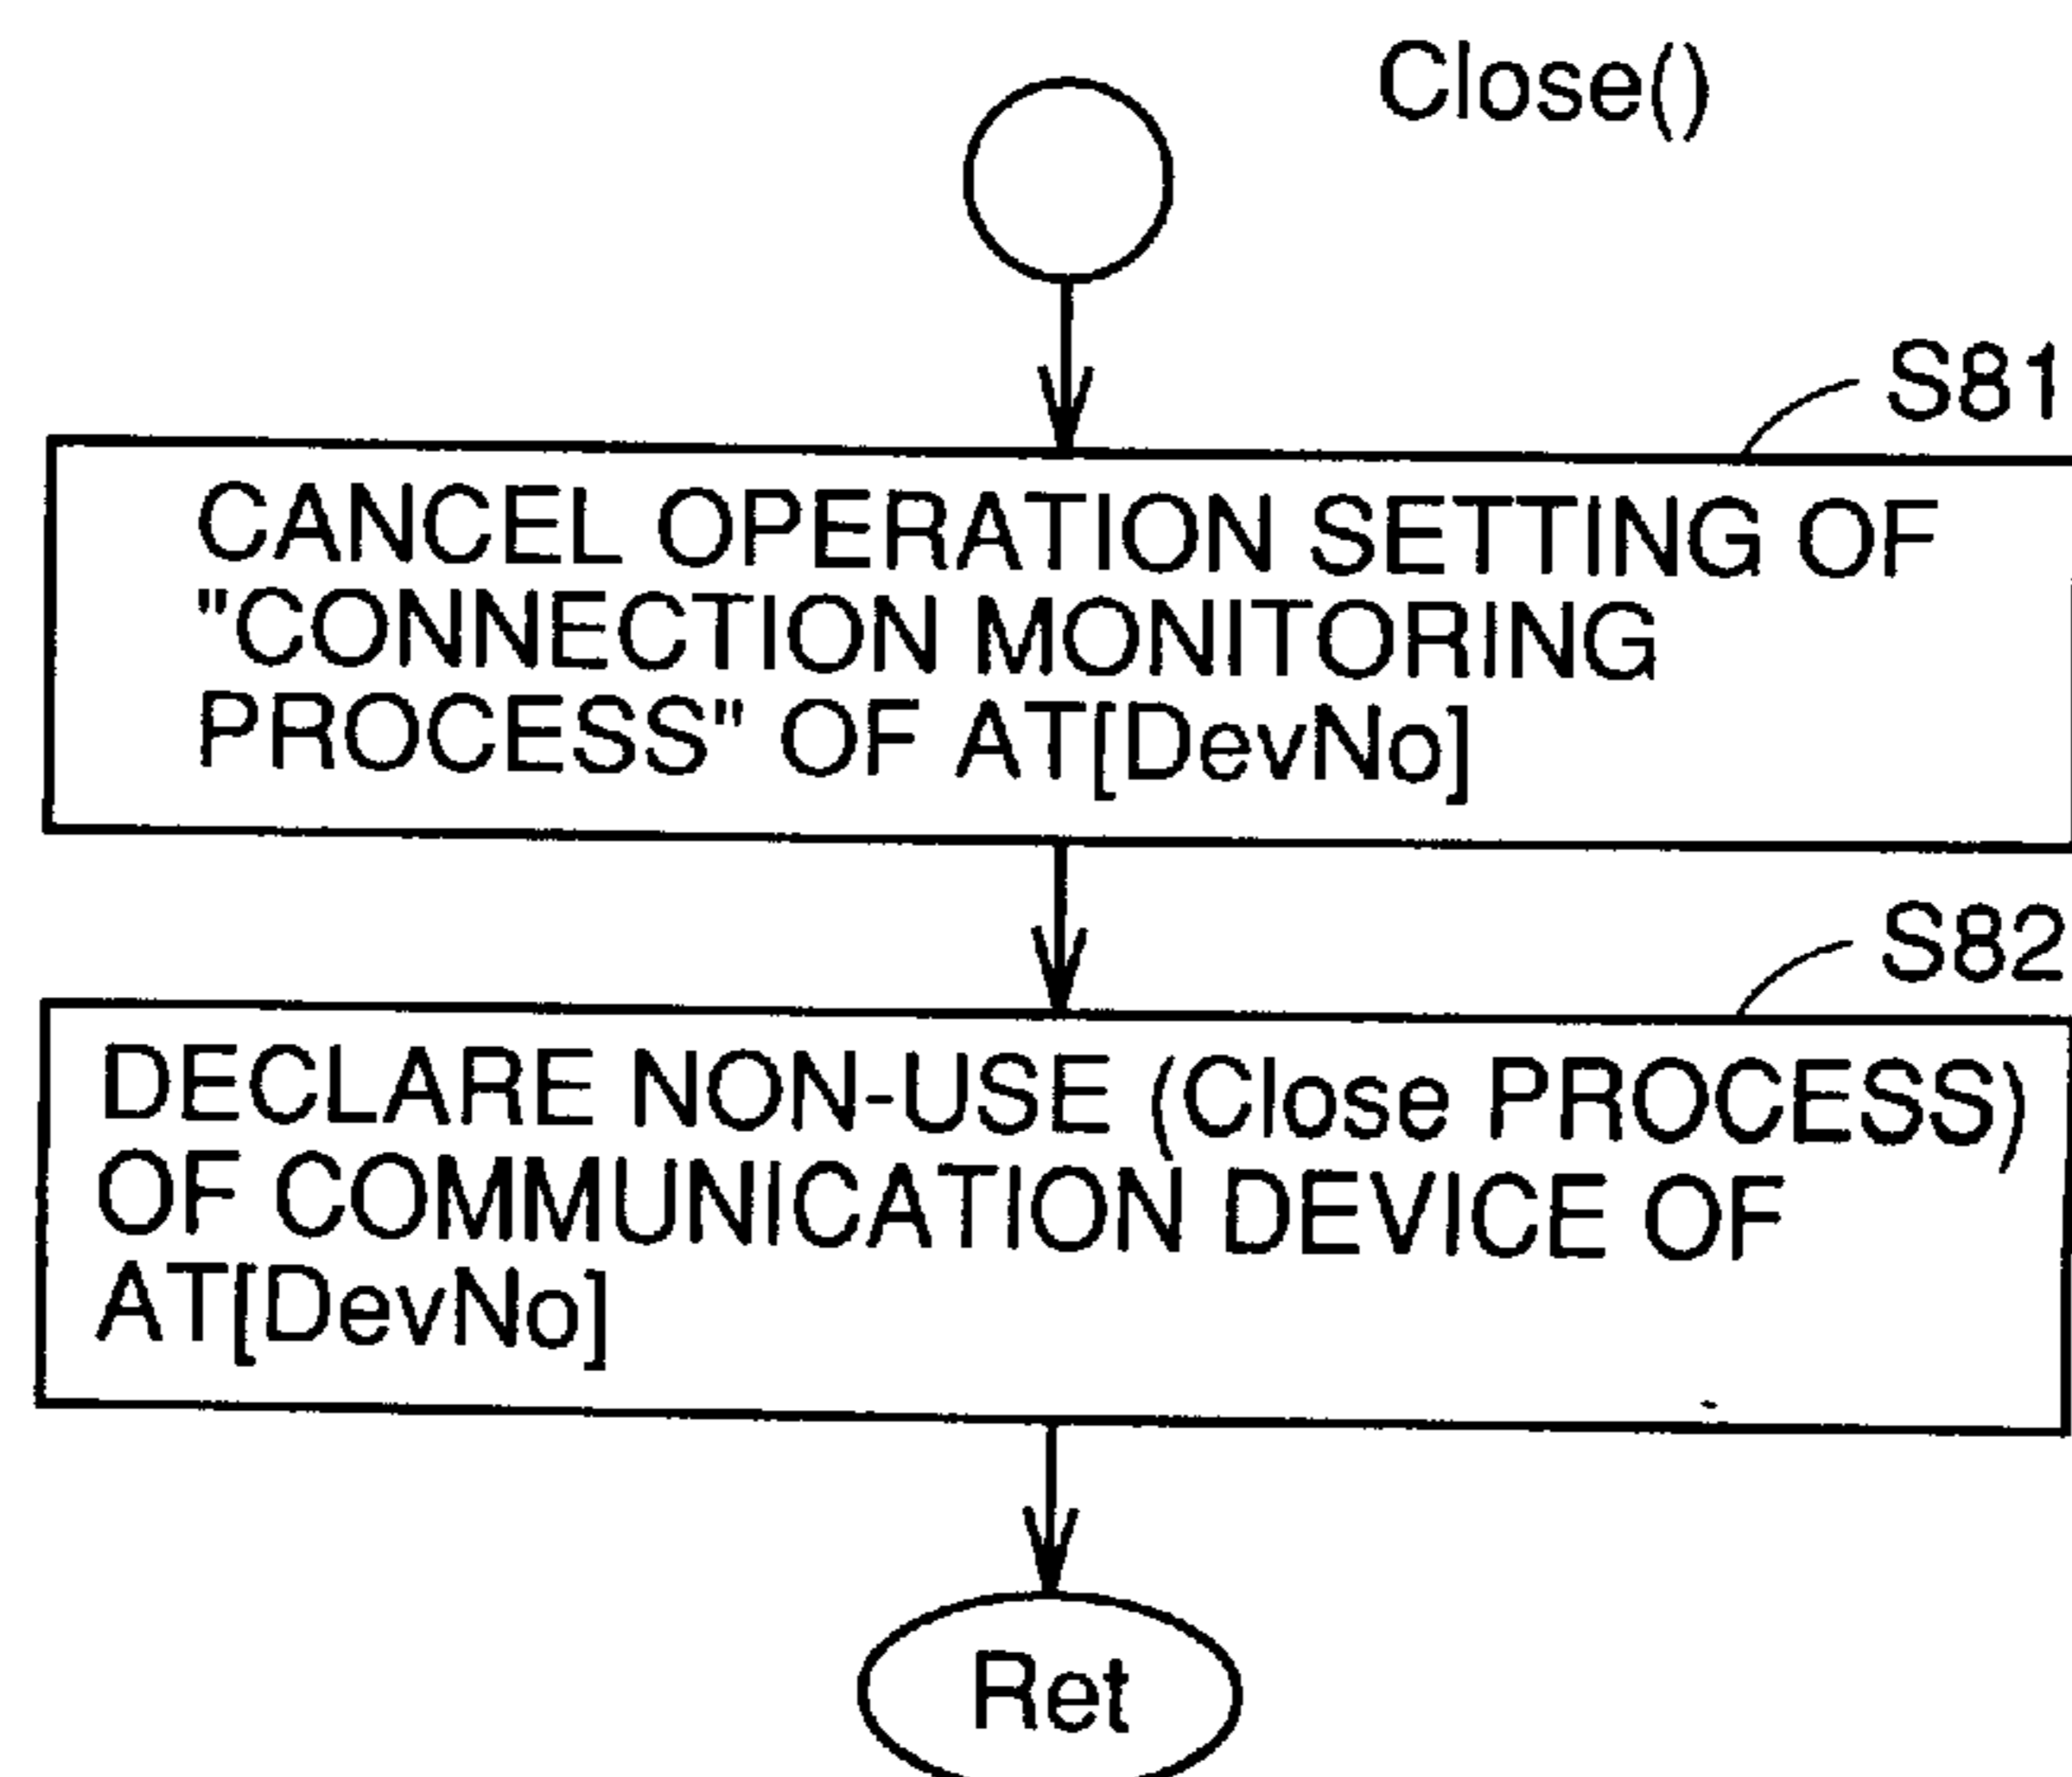 Close()
S81
CANCEL OPERATION SETTING OF
"CONNECTION MONITORING
PROCESS" OF AT[DevNo]
S82
DECLARE NON-USE (Close PROCESS)
OF COMMUNICATION DEVICE OF
AT[DevNo]
Ret